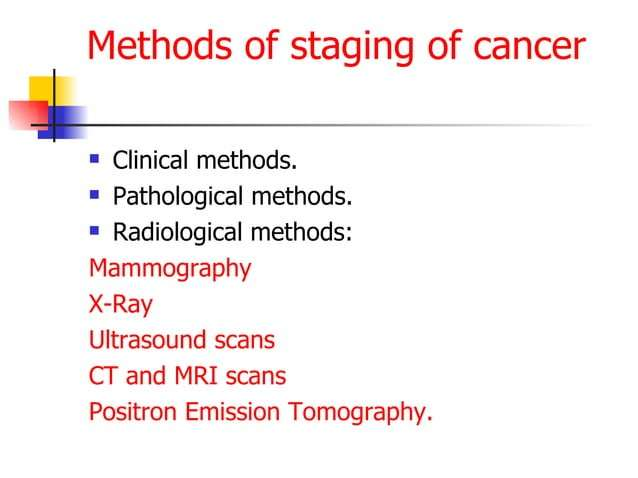 Methods of staging of cancer
Clinical methods.
Pathological methods.
Radiological methods:
Mammography
X-Ray
Ultrasound scans
CT and MRI scans
Positron Emission Tomography.